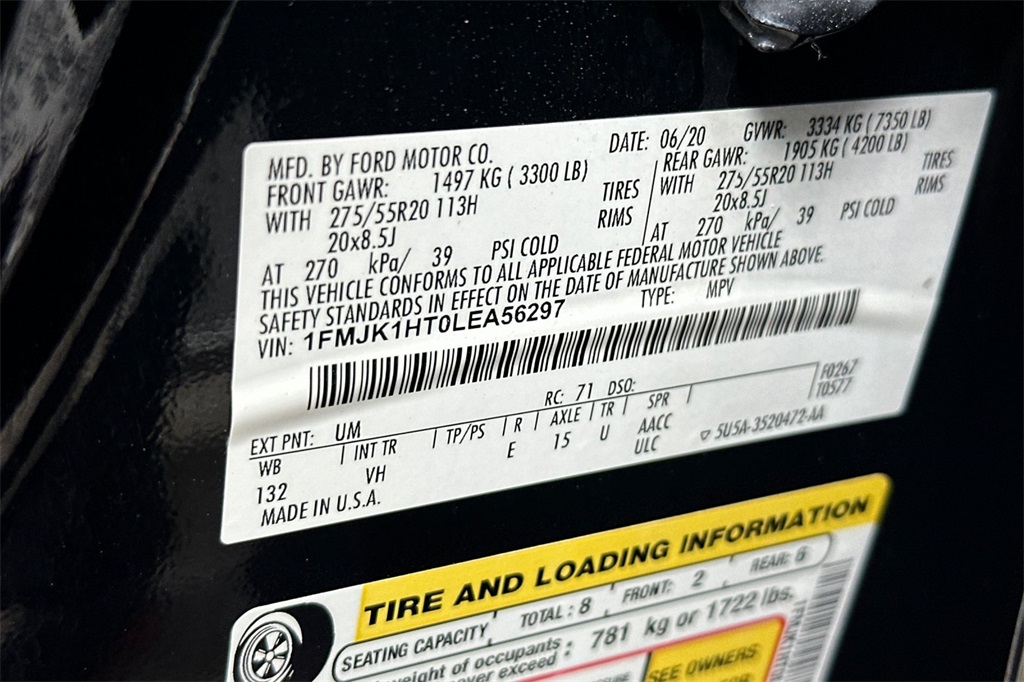 MFD. BY FORD MOTOR CO. DATE: 06/20 GVWR: 3334 KG ( 7350 LB)
FRONT GAWR: 1497 KG ( 3300 LB) REAR GAWR: 1905 KG ( 4200 LB)
WITH 275/55R20 113H TIRES WITH 275/55R20 113H TIRES
20x8.5J RIMS 20x8.5J RIMS
AT 270 kPa/ 39 PSI COLD AT 270 kPa/ 39 PSI COLD
THIS VEHICLE CONFORMS TO ALL APPLICABLE FEDERAL MOTOR VEHICLE
SAFETY STANDARDS IN EFFECT ON THE DATE OF MANUFACTURE SHOWN ABOVE.
VIN: 1FMJK1HT0LEA56297 TYPE: MPV
F0267
T0577
RC: 71 DSO:
EXT PNT: UM
WB INT TR TP/PS R AXLE TR SPR
132 VH E 15 U AACC
ULC
5U5A-3520472-AA
MADE IN U.S.A.
TIRE AND LOADING INFORMATION
SEATING CAPACITY TOTAL : 8 FRONT: 2 REAR: 6
weight of occupants
exceed : 781 kg or 1722 lbs.
SEE OWNERS